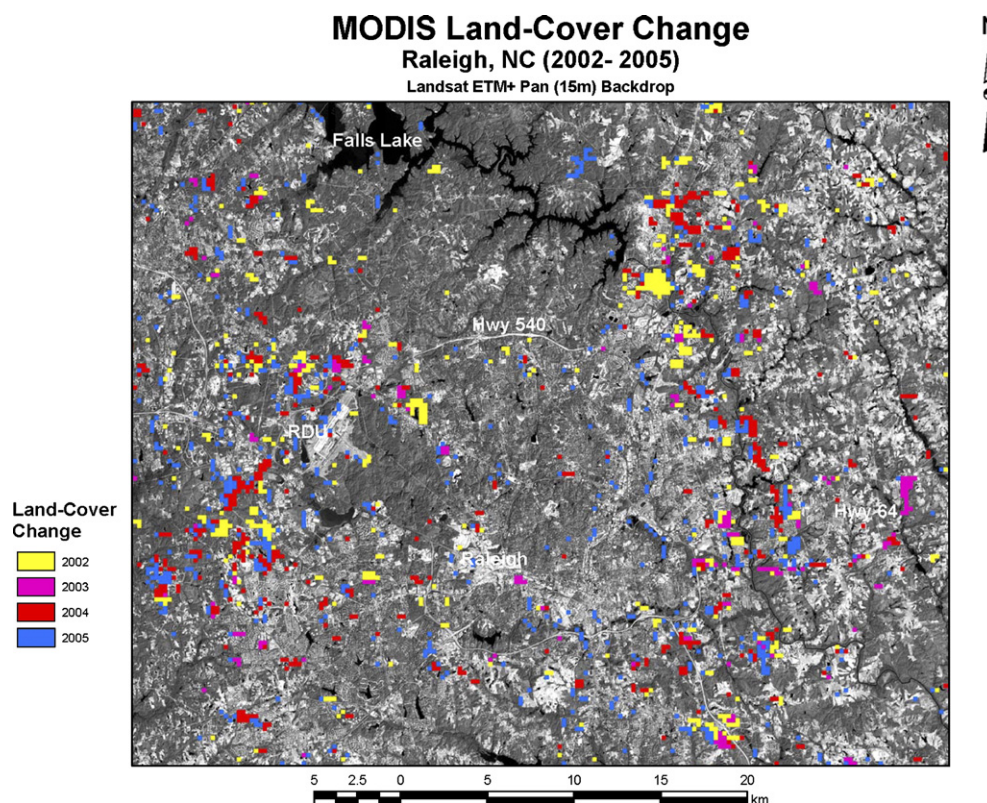 MODIS Land-Cover Change
Raleigh, NC (2002- 2005)
Landsat ETM+ Pan (15m) Backdrop
N
Falls Lake
Hwy 540
RDU
Hwy 64
Raleigh
Land-Cover
Change
2002
2003
2004
2005
5 2.5 0 5 10 15 20
km